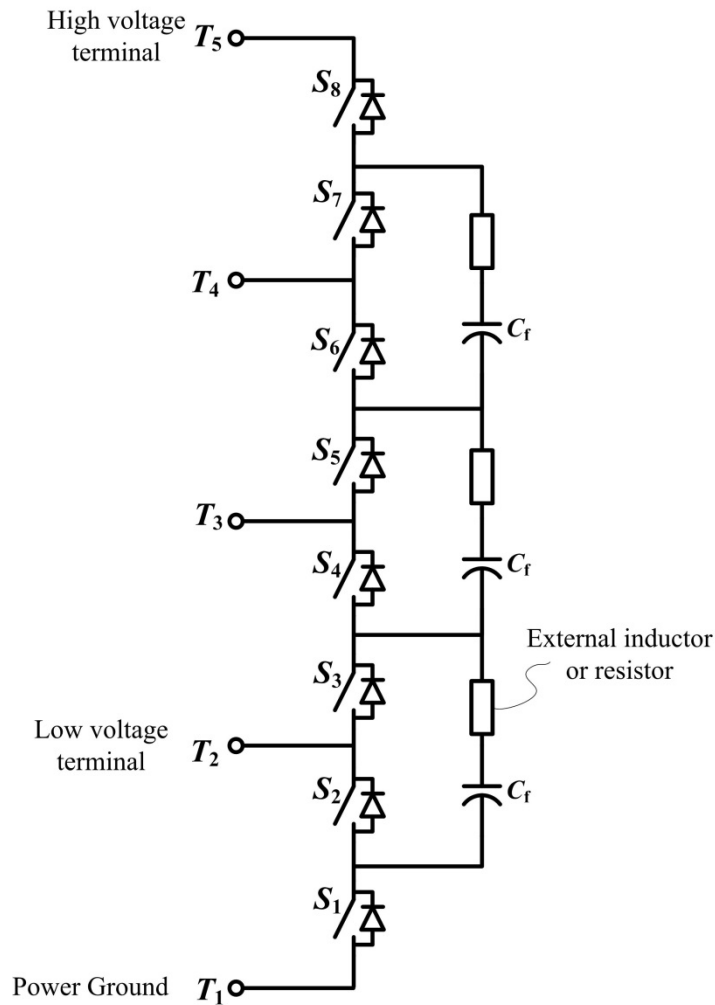 High voltage
terminal
T5
S8
S7
T4
S6
Cf
S5
T3
S4
Cf
External inductor
or resistor
S3
Low voltage
terminal
T2
S2
Cf
S1
Power Ground T1